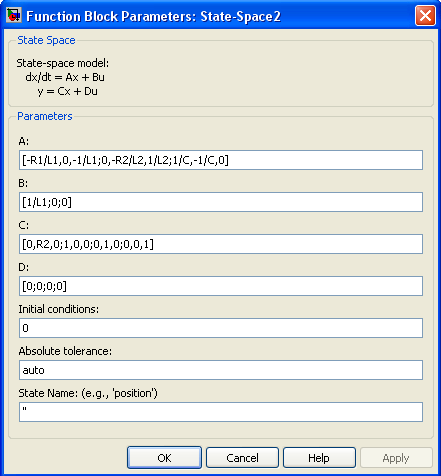 Function Block Parameters: State-Space2
State Space
State-space model:
dx/dt = Ax + Bu
y = Cx + Du
Parameters
A:
[-R1/L1,0,-1/L1;0,-R2/L2,1/L2;1/C,-1/C,0]
B:
[1/L1;0;0]
C:
[0,R2,0;1,0,0;0,1,0;0,0,1]
D:
[0;0;0;0]
Initial conditions:
0
Absolute tolerance:
auto
State Name: (e.g., 'position')
''
OK
Cancel
Help
Apply